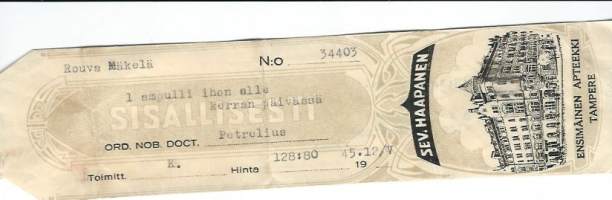 Rouva Mäkelä N:o 34403
1 ampulli ihon alle
kerran päivässä
SISÄLLISESTI
Petrelius
ORD. NOB. DOCT.
K. 128:80 45.12/V
Toimitt. Hinta 19
SEV. HAAPANEN
ENSIMÄINEN APTEEKKI
TAMPERE